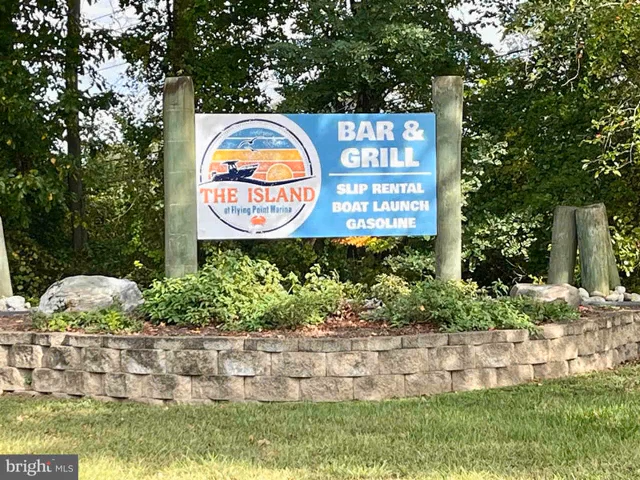 THE ISLAND
at Flying Point Marina
BAR &
GRILL
SLIP RENTAL
BOAT LAUNCH
GASOLINE
bright MLS